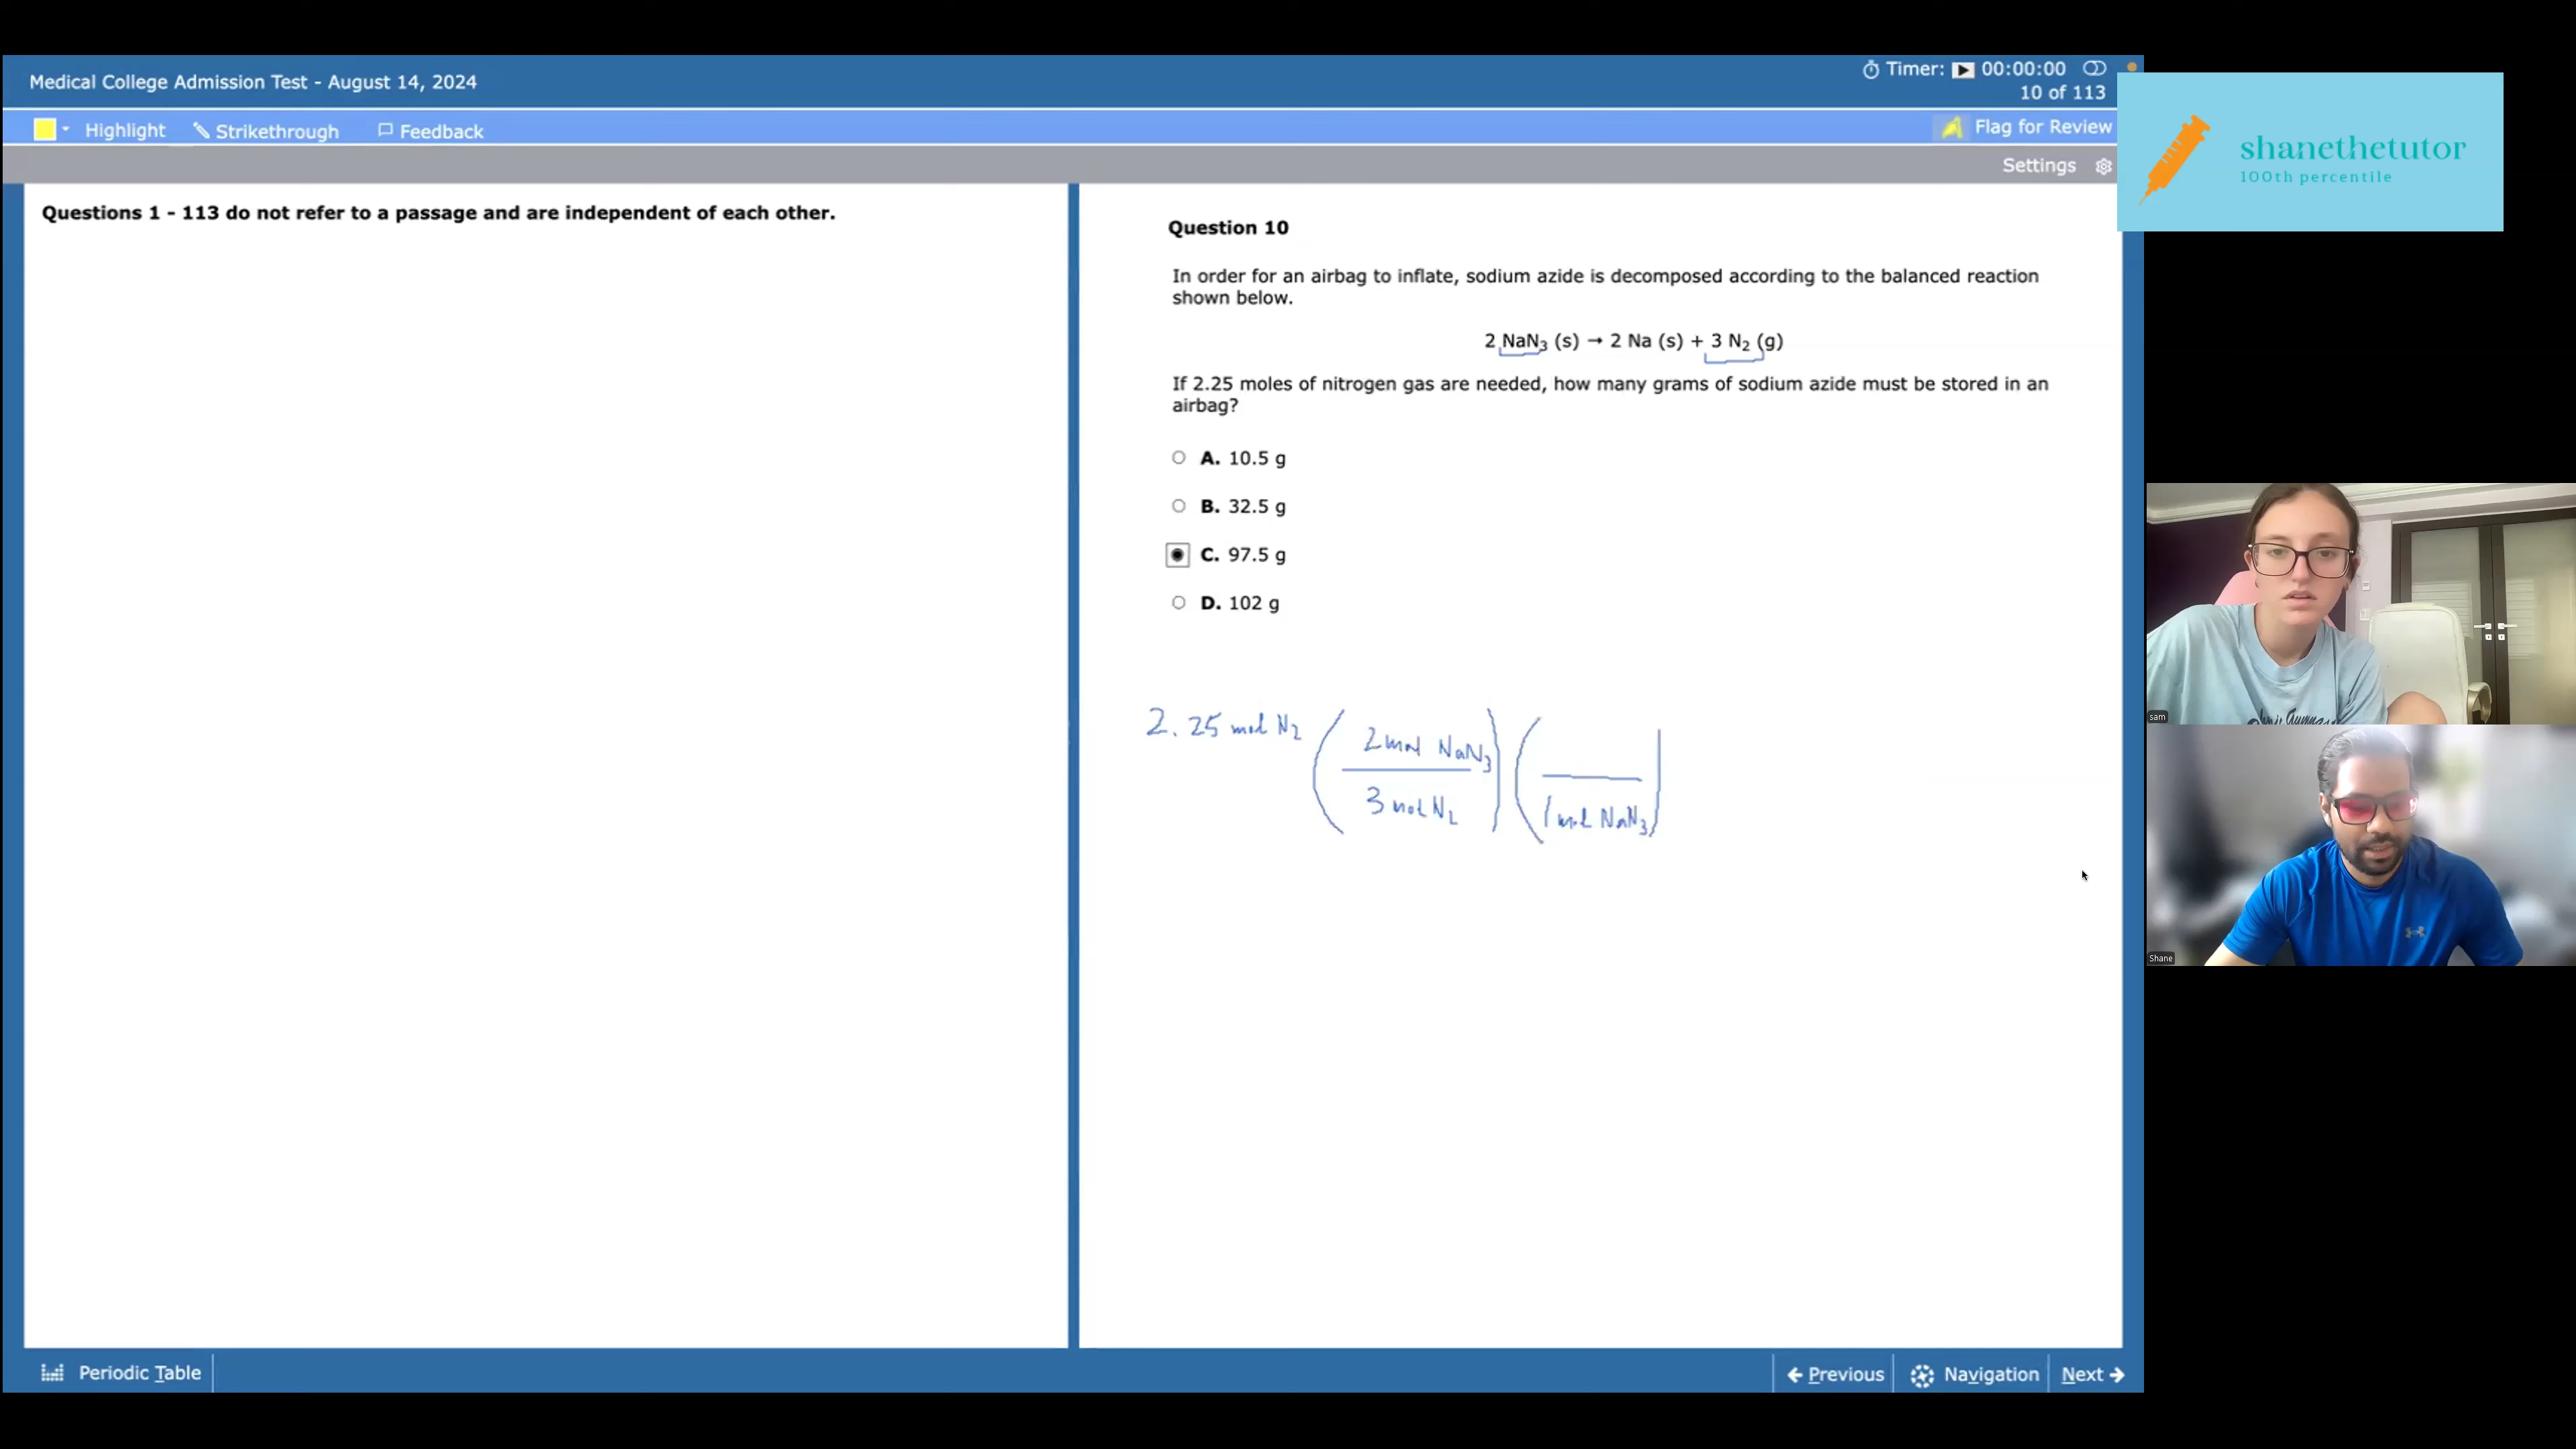 Medical College Admission Test - August 14, 2024
Timer: 00:00:00
10 of 113
Highlight Strikethrough Feedback
Flag for Review
Settings
shanethetutor
100th percentile
Questions 1 - 113 do not refer to a passage and are independent of each other.
Question 10
In order for an airbag to inflate, sodium azide is decomposed according to the balanced reaction
shown below.
2 NaN₃ (s) → 2 Na (s) + 3 N₂ (g)
If 2.25 moles of nitrogen gas are needed, how many grams of sodium azide must be stored in an
airbag?
A. 10.5 g
B. 32.5 g
C. 97.5 g
D. 102 g
2.25 mol N₂ ( 2 mol NaN₃ ) (
3 mol N₂
1 mol NaN₃ )
sam
Shane
Periodic Table
Previous Navigation Next